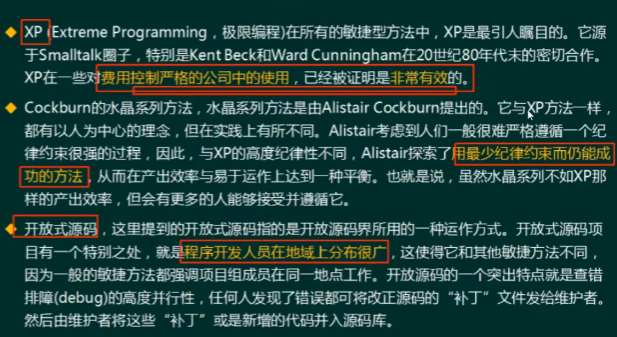 ◆ XP (Extreme Programming，极限编程)在所有的敏捷型方法中，XP是最引人瞩目的。它源
于Smalltalk圈子，特别是Kent Beck和Ward Cunningham在20世纪80年代末的密切合作。
XP在一些对费用控制严格的公司中的使用，已经被证明是非常有效的。
◆ Cockburn的水晶系列方法，水晶系列方法是由Alistair Cockburn提出的。它与XP方法一样，
都有以人为中心的理念，但在实践上有所不同。Alistair考虑到人们一般很难严格遵循一个纪
律约束很强的过程，因此，与XP的高度纪律性不同，Alistair探索了用最少纪律约束而仍能成
功的方法，从而在产出效率与易于运作上达到一种平衡。也就是说，虽然水晶系列不如XP那
样的产出效率，但会有更多的人能够接受并遵循它。
◆ 开放式源码，这里提到的开放式源码指的是开放源码界所用的一种运作方式。开放式源码项
目有一个特别之处，就是程序开发人员在地域上分布很广，这使得它和其他敏捷方法不同，
因为一般的敏捷方法都强调项目组成员在同一地点工作。开放源码的一个突出特点就是查错
排障(debug)的高度并行性，任何人发现了错误都可将改正源码的“补丁”文件发给维护者。
然后由维护者将这些“补丁”或是新增的代码并入源码库。